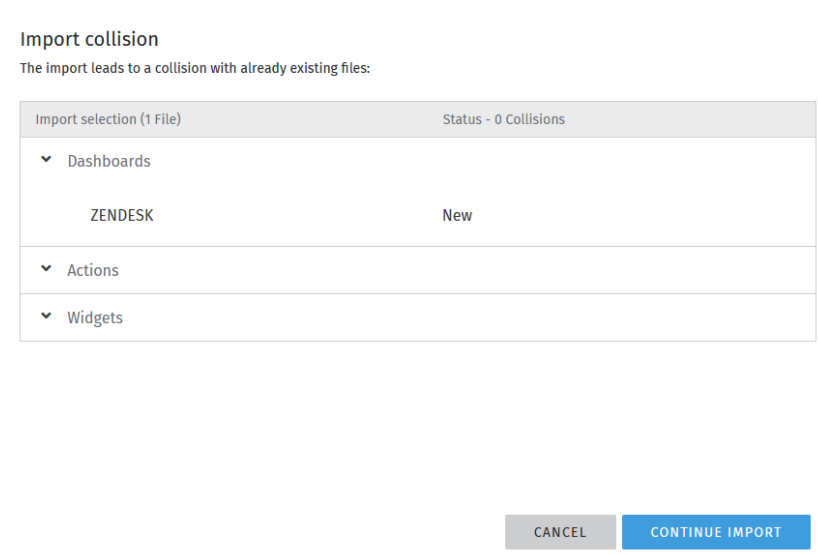 Import collision
The import leads to a collision with already existing files:
Import selection (1 File) Status - 0 Collisions
Dashboards
ZENDESK New
Actions
Widgets
CANCEL CONTINUE IMPORT